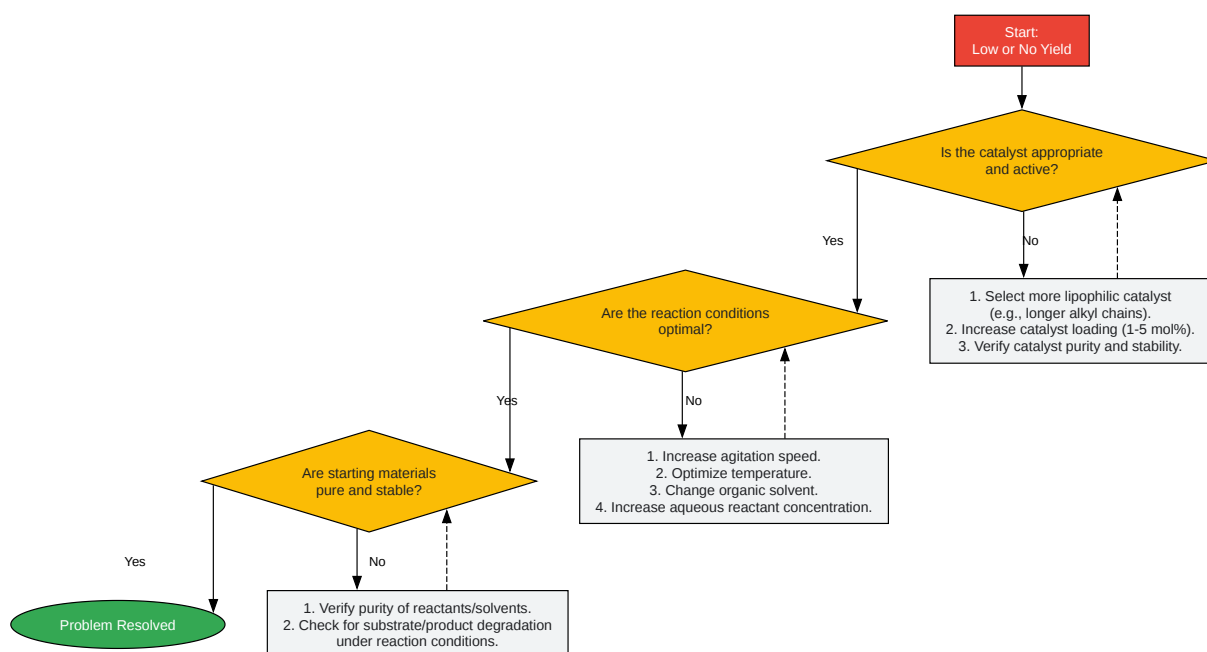 Start:
Low or No Yield
Is the catalyst appropriate
and active?
Yes
No
1. Select more lipophilic catalyst
(e.g., longer alkyl chains).
2. Increase catalyst loading (1-5 mol%).
3. Verify catalyst purity and stability.
Are the reaction conditions
optimal?
Yes
No
1. Increase agitation speed.
2. Optimize temperature.
3. Change organic solvent.
4. Increase aqueous reactant concentration.
Are starting materials
pure and stable?
Yes
No
1. Verify purity of reactants/solvents.
2. Check for substrate/product degradation
under reaction conditions.
Problem Resolved